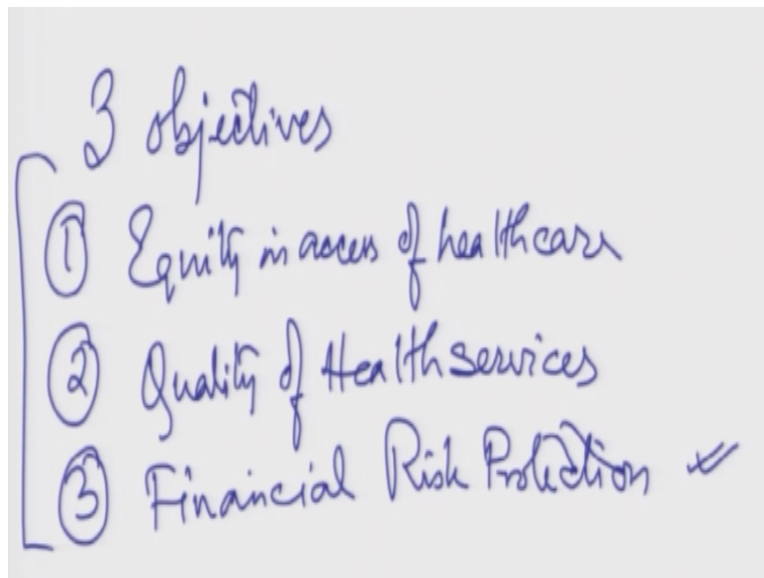 3 objectives
① Equity in access of healthcare
② Quality of Health services
③ Financial Risk Protection ✓